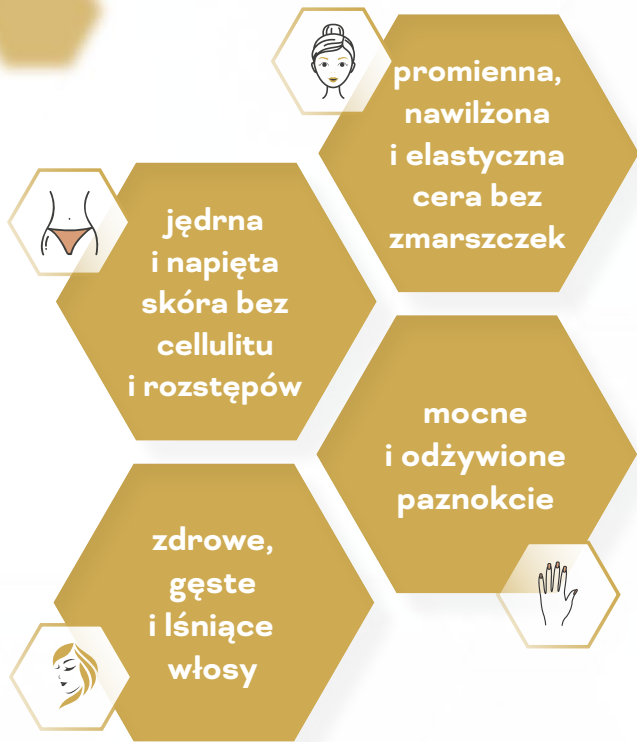 promienna,
nawilżona
i elastyczna
cera bez
zmarszczek
jędrna
i napięta
skóra bez
cellulitu
i rozstępów
mocne
i odżywione
paznokcie
zdrowe,
gęste
i lśniące
włosy